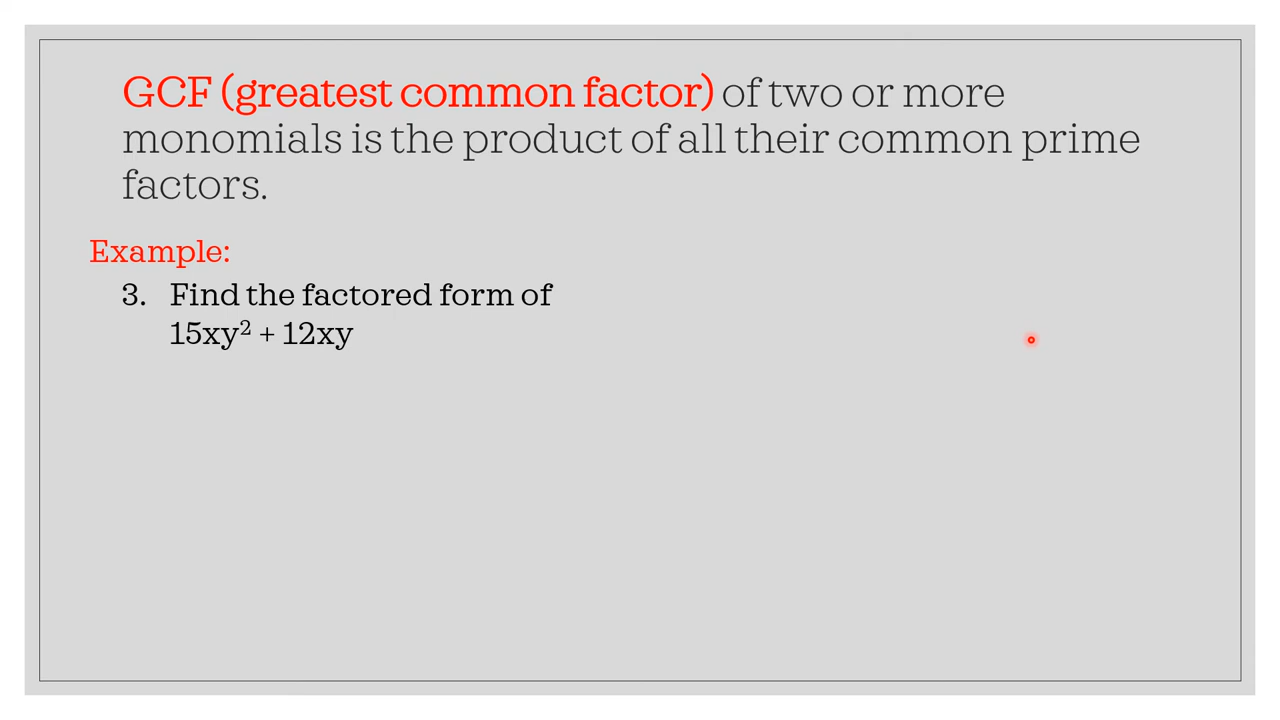 GCF (greatest common factor) of two or more
monomials is the product of all their common prime
factors.
Example:
3. Find the factored form of
15xy² + 12xy